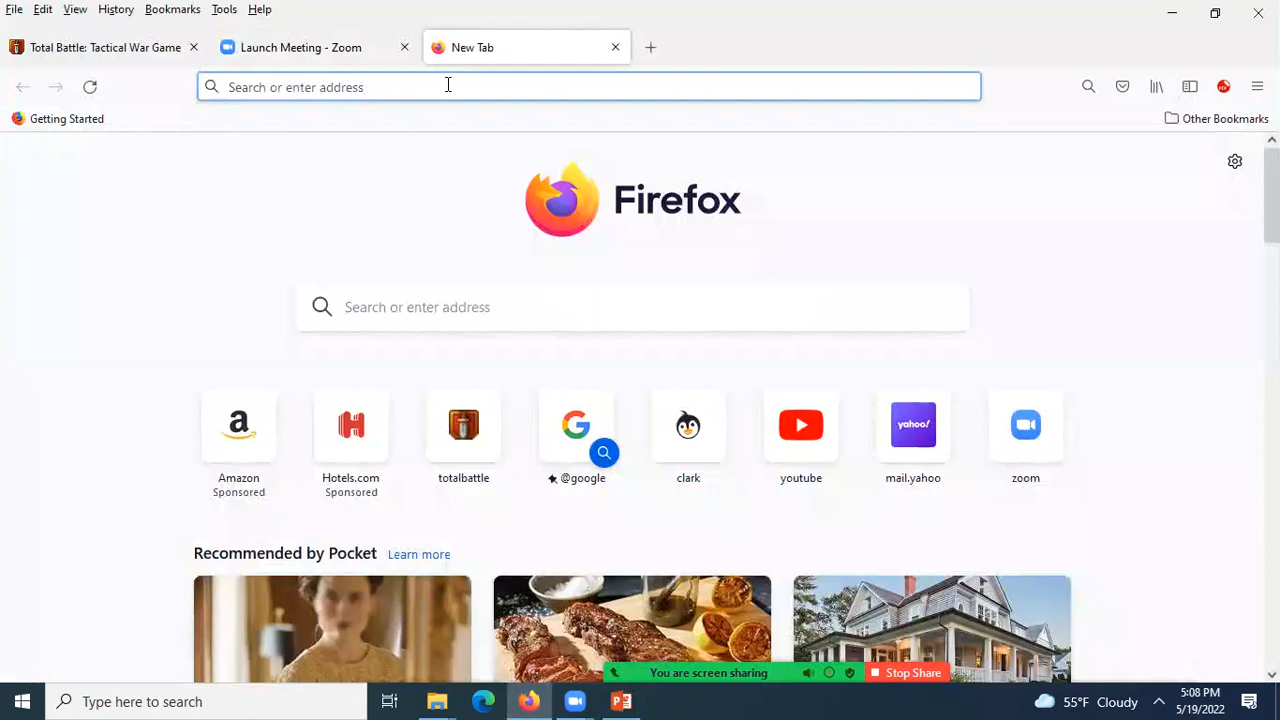 File Edit View History Bookmarks Tools Help
Total Battle: Tactical War Game
Launch Meeting - Zoom
New Tab
Search or enter address
Getting Started
Other Bookmarks
Firefox
Search or enter address
Amazon
Sponsored
Hotels.com
Sponsored
totalbattle
@google
clark
yahoo!
youtube
mail.yahoo
zoom
Recommended by Pocket Learn more
You are screen sharing
Stop Share
Type here to search
55°F Cloudy
5:08 PM
5/19/2022